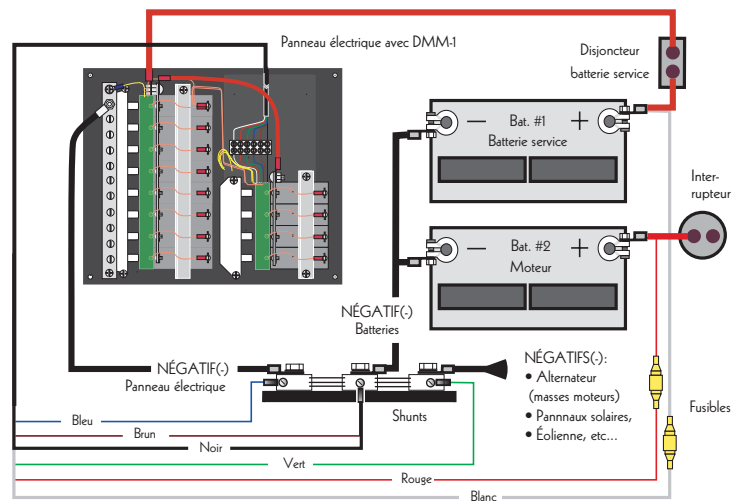 Panneau électrique avec DMM-1
Disjoncteur
batterie service
Bat. #1
Batterie service
Inter-
rupteur
Bat. #2
Moteur
NÉGATIF(-)
Batteries
NÉGATIF(-)
Panneau électrique
NÉGATIFS(-):
• Alternateur
(masses moteurs)
• Pannnaux solaires,
• Éolienne, etc...
Shunts
Fusibles
Bleu
Brun
Noir
Vert
Rouge
Blanc